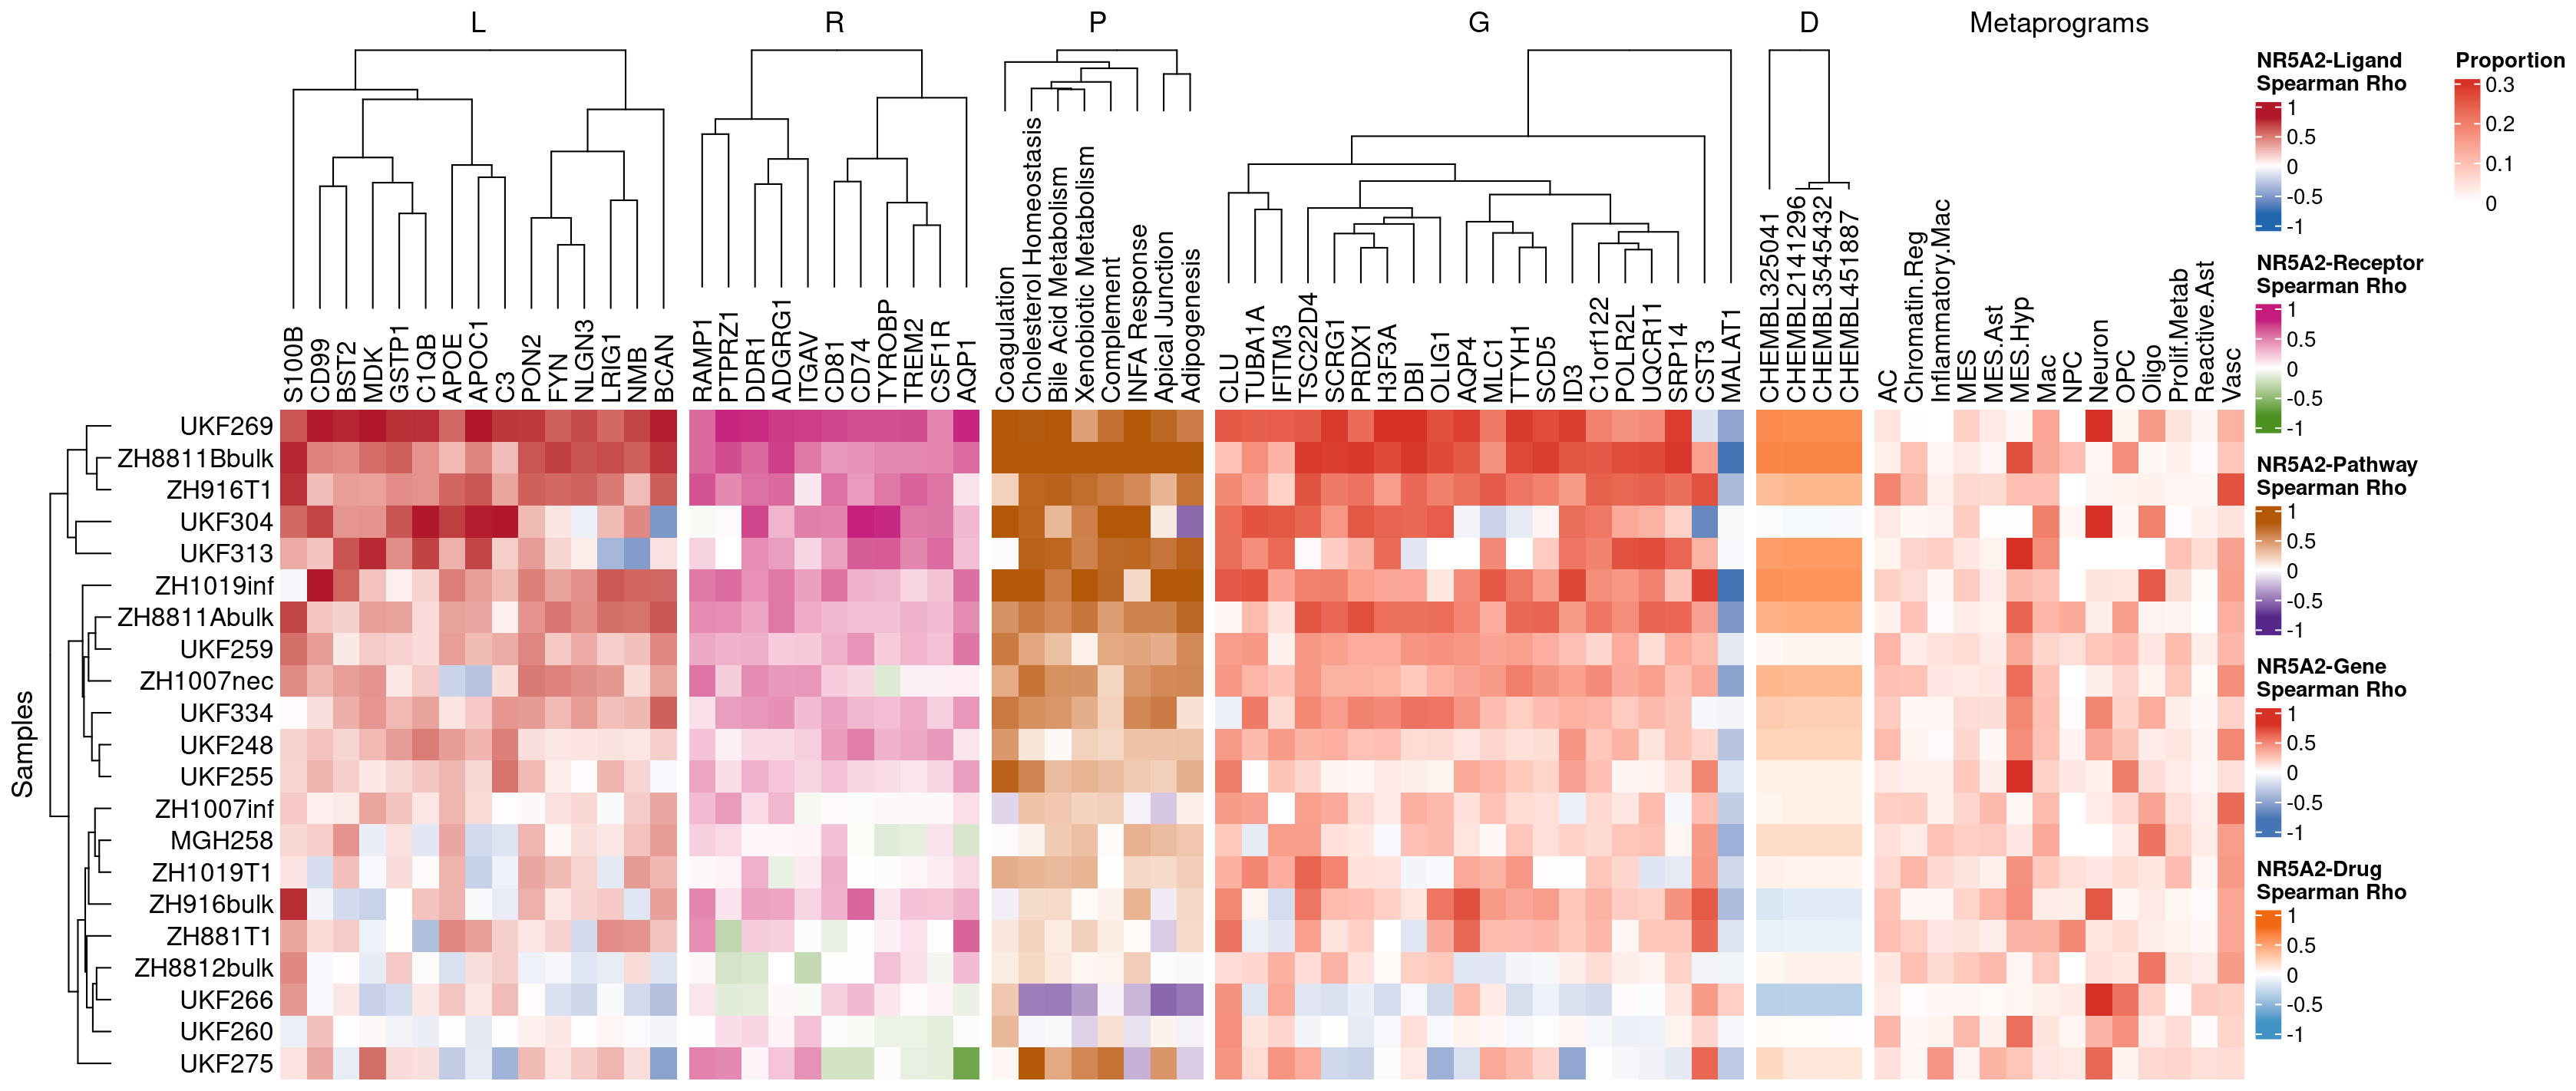 L R P G D Metaprograms
S100B CD99 BST2 MDK GSTP1 C1QB APOE APOC1 C3 PON2 FYN NLGN3 LRIG1 NMB BCAN
RAMP1 PTPRZ1 DDR1 ADGRG1 ITGAV CD81 CD74 TYROBP TREM2 CSF1R AQP1
Coagulation
Cholesterol Homeostasis
Bile Acid Metabolism
Xenobiotic Metabolism
Complement
INFA Response
Apical Junction
Adipogenesis
CLU TUBA1A IFITM3 TSC22D4 SCRG1 PRDX1 H3F3A DBI OLIG1 AQP4 MLC1 TTYH1 SCD5 ID3 C1orf122 POLR2L UQCR11 SRP14 CST3 MALAT1
CHEMBL325041
CHEMBL2141296
CHEMBL3545432
CHEMBL451887
AC Chromatin.Reg Inflammatory.Mac MES MES.Ast MES.Hyp Mac NPC Neuron OPC Oligo Prolif.Metab Reactive.Ast Vasc
Samples
UKF269
ZH8811Bbulk
ZH916T1
UKF304
UKF313
ZH1019inf
ZH8811Abulk
UKF259
ZH1007nec
UKF334
UKF248
UKF255
ZH1007inf
MGH258
ZH1019T1
ZH916bulk
ZH881T1
ZH8812bulk
UKF266
UKF260
UKF275
NR5A2-Ligand
Spearman Rho
1
0.5
0
-0.5
-1
NR5A2-Receptor
Spearman Rho
1
0.5
0
-0.5
-1
NR5A2-Pathway
Spearman Rho
1
0.5
0
-0.5
-1
NR5A2-Gene
Spearman Rho
1
0.5
0
-0.5
-1
NR5A2-Drug
Spearman Rho
1
0.5
0
-0.5
-1
Proportion
0.3
0.2
0.1
0